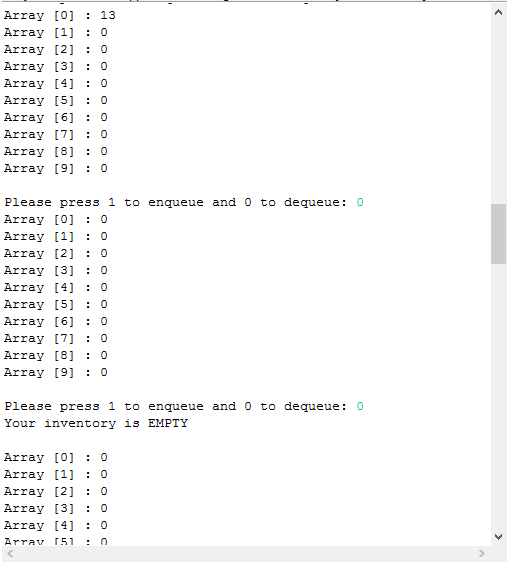 Array [0] : 13
Array [1] : 0
Array [2] : 0
Array [3] : 0
Array [4] : 0
Array [5] : 0
Array [6] : 0
Array [7] : 0
Array [8] : 0
Array [9] : 0
Please press 1 to enqueue and 0 to dequeue: 0
Array [0] : 0
Array [1] : 0
Array [2] : 0
Array [3] : 0
Array [4] : 0
Array [5] : 0
Array [6] : 0
Array [7] : 0
Array [8] : 0
Array [9] : 0
Please press 1 to enqueue and 0 to dequeue: 0
Your inventory is EMPTY
Array [0] : 0
Array [1] : 0
Array [2] : 0
Array [3] : 0
Array [4] : 0
Array [5] : 0